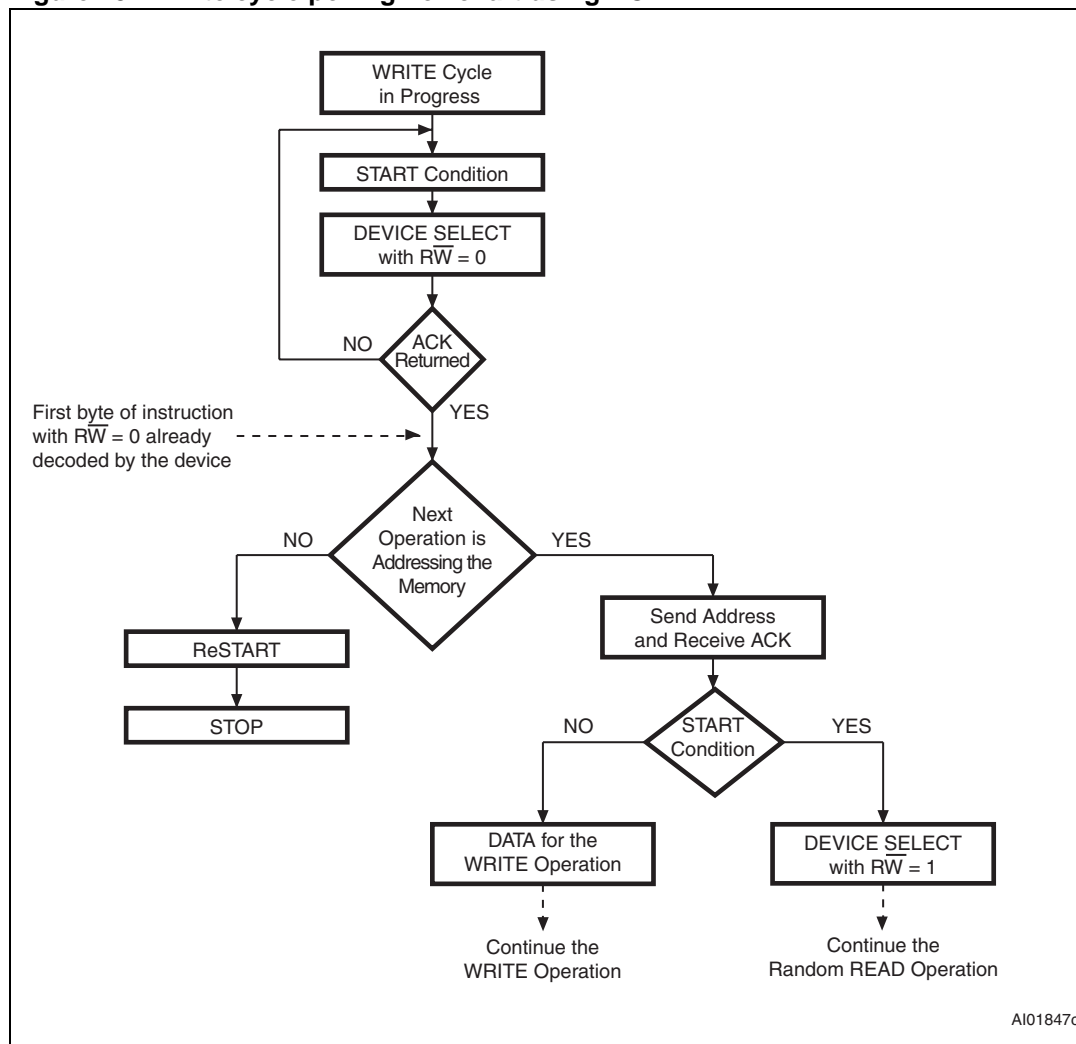 WRITE Cycle
in Progress
START Condition
DEVICE SELECT
with RW̅ = 0
NO
ACK
Returned
YES
First byte of instruction
with RW̅ = 0 already
decoded by the device
NO
Next
Operation is
Addressing the
Memory
YES
Send Address
and Receive ACK
ReSTART
STOP
NO
START
Condition
YES
DATA for the
WRITE Operation
DEVICE SELECT
with RW̅ = 1
Continue the
WRITE Operation
Continue the
Random READ Operation